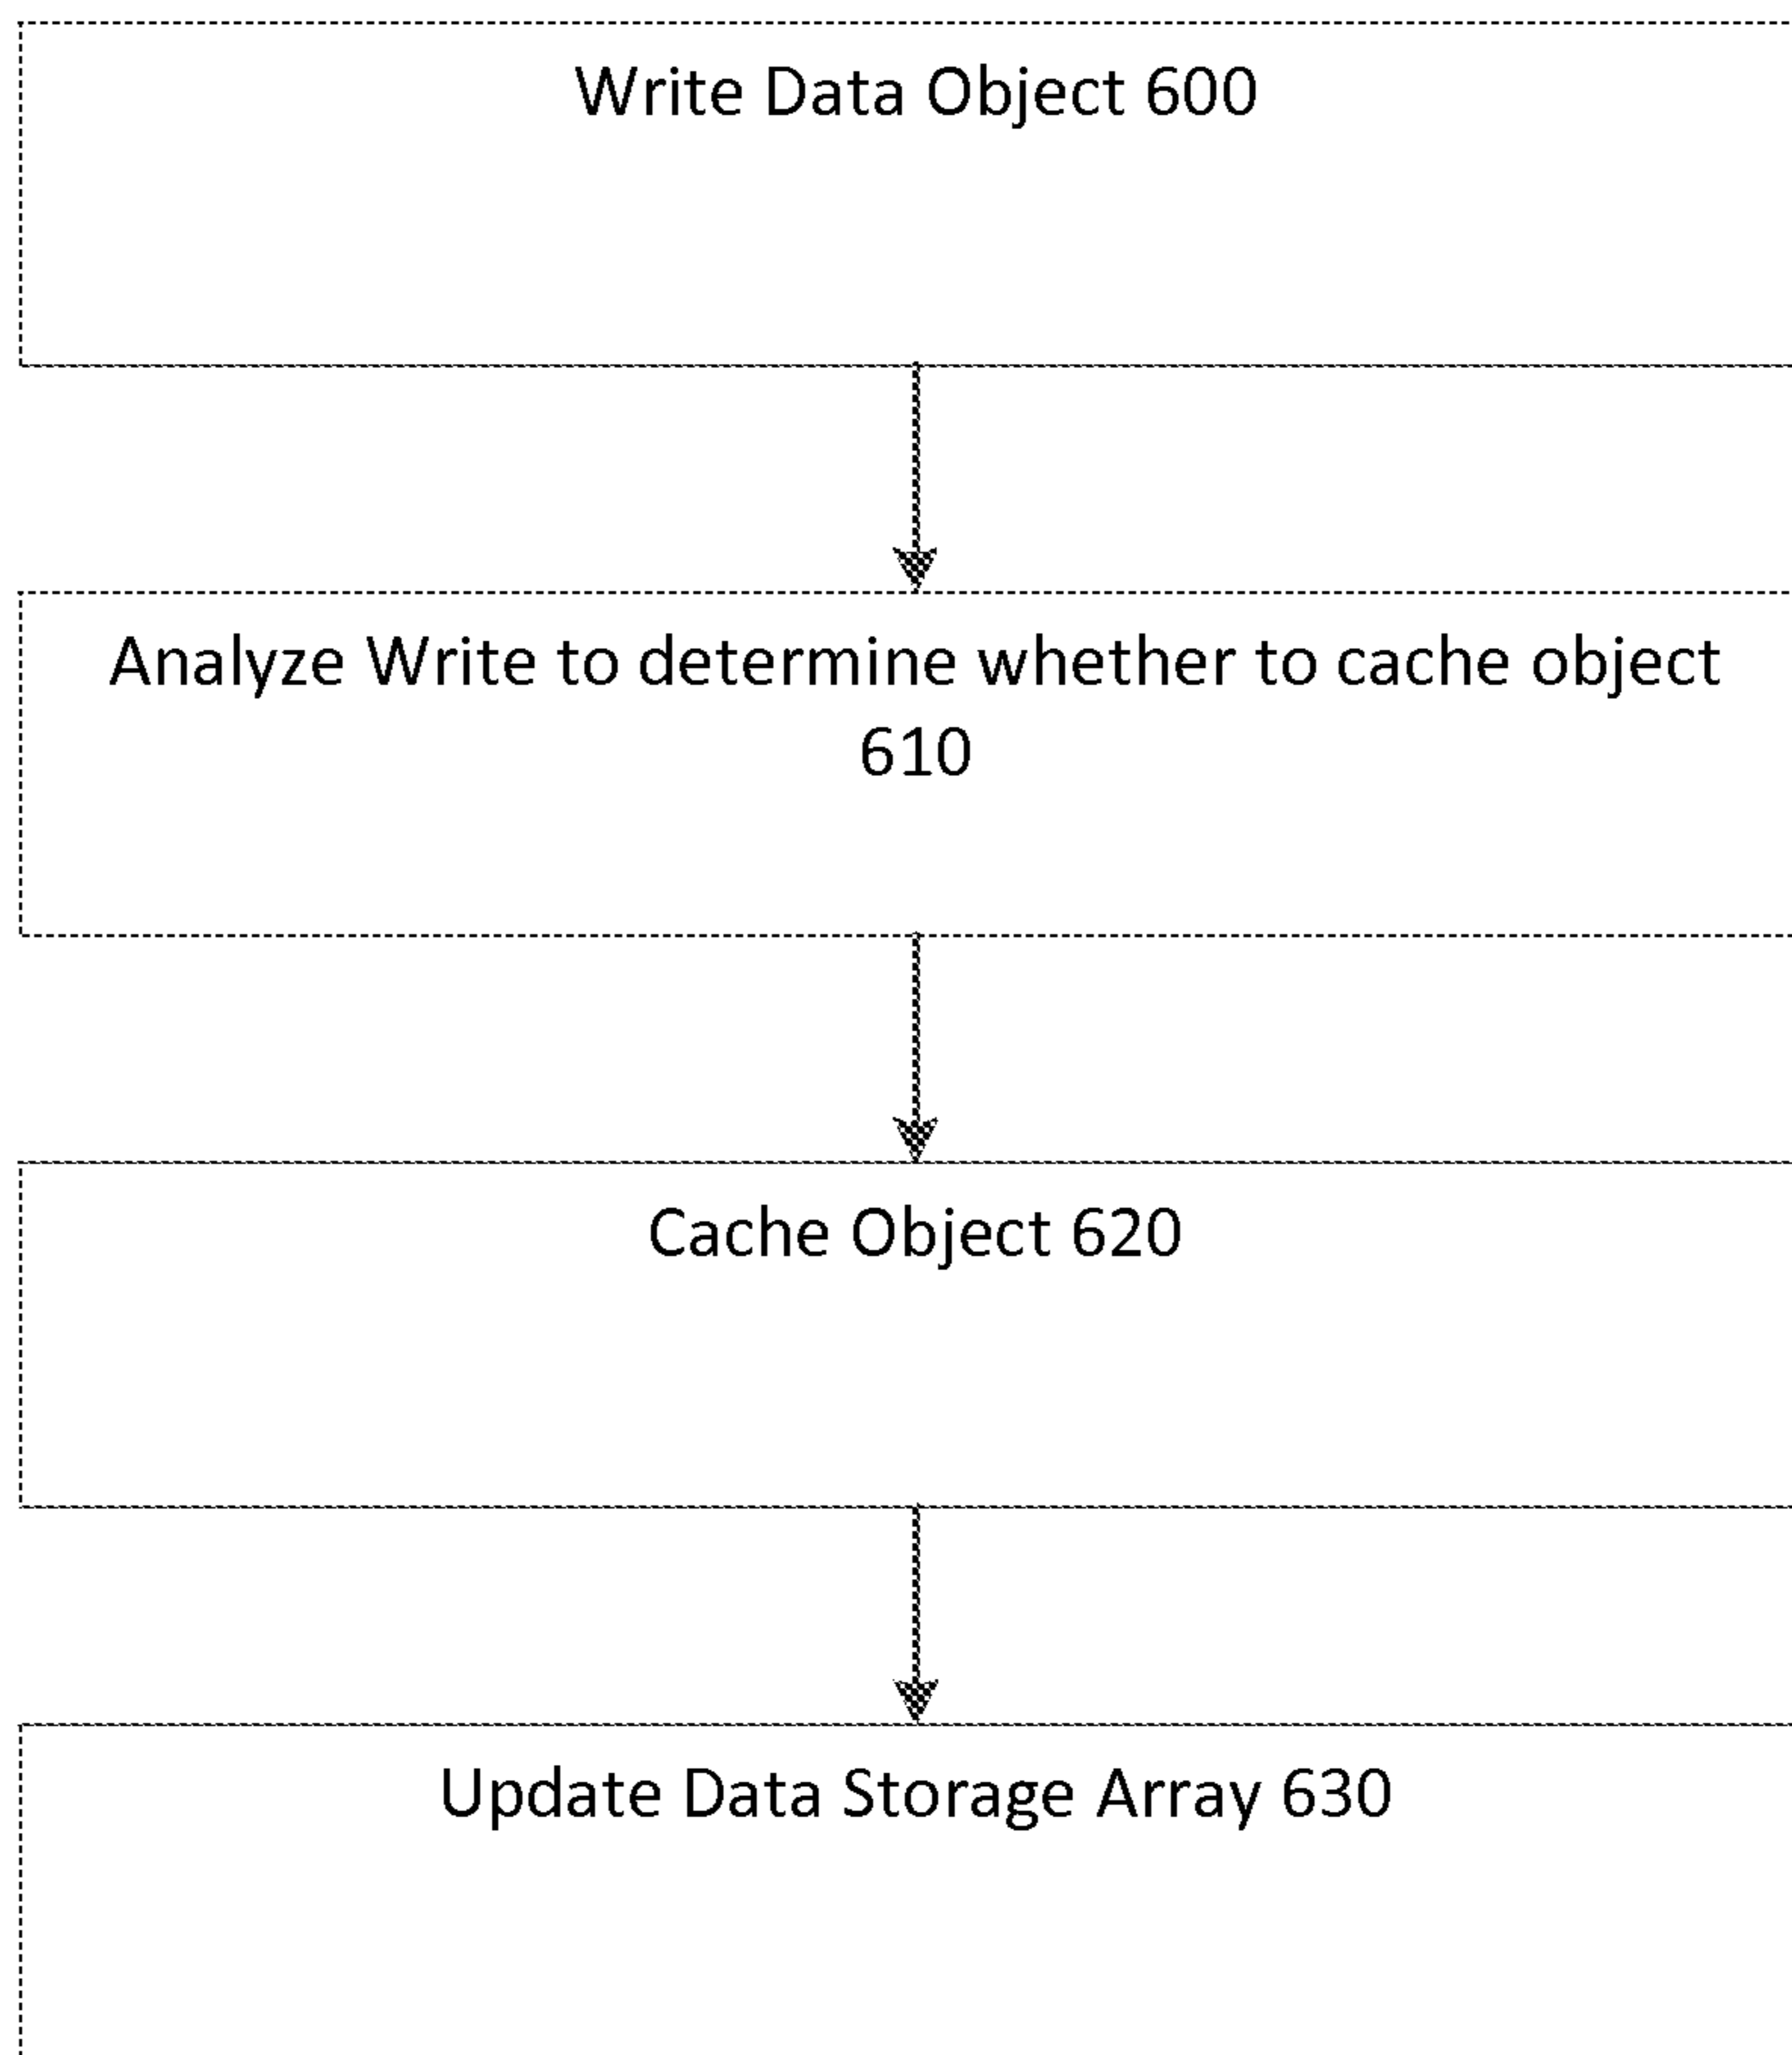 Write Data Object 600
Analyze Write to determine whether to cache object
610
Cache Object 620
Update Data Storage Array 630